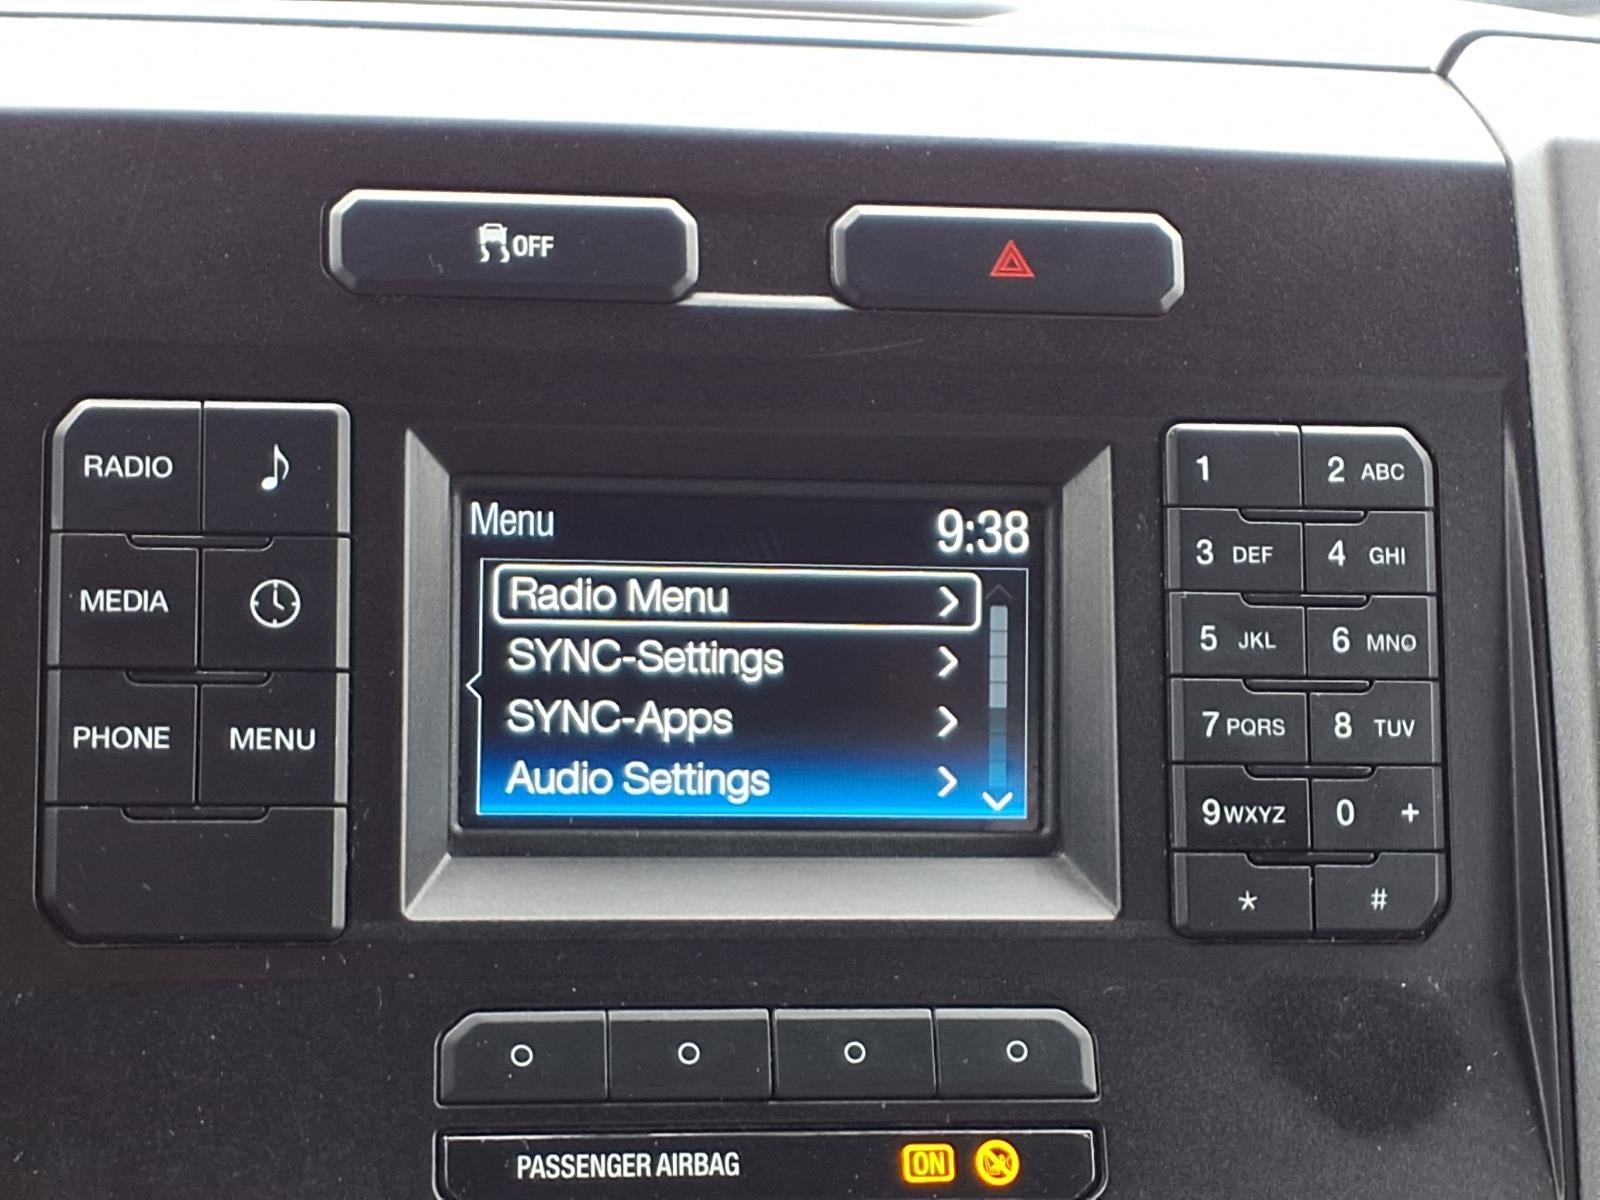 OFF
RADIO
MEDIA
PHONE MENU
Menu 9:38
Radio Menu >
SYNC-Settings >
SYNC-Apps >
Audio Settings >
1 2 ABC
3 DEF 4 GHI
5 JKL 6 MNO
7 PQRS 8 TUV
9 WXYZ 0 +
* #
PASSENGER AIRBAG ON